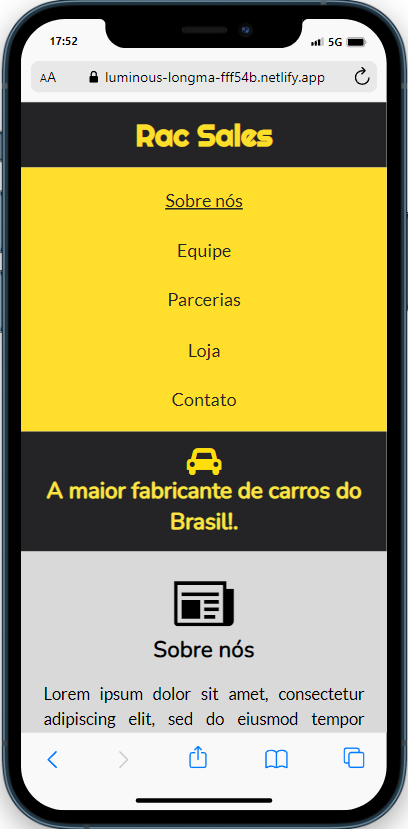 17:52
5G
AA
luminous-longma-fff54b.netlify.app
Rac Sales
Sobre nós
Equipe
Parcerias
Loja
Contato
A maior fabricante de carros do
Brasil!.
Sobre nós
Lorem ipsum dolor sit amet, consectetur
adipiscing elit, sed do eiusmod tempor